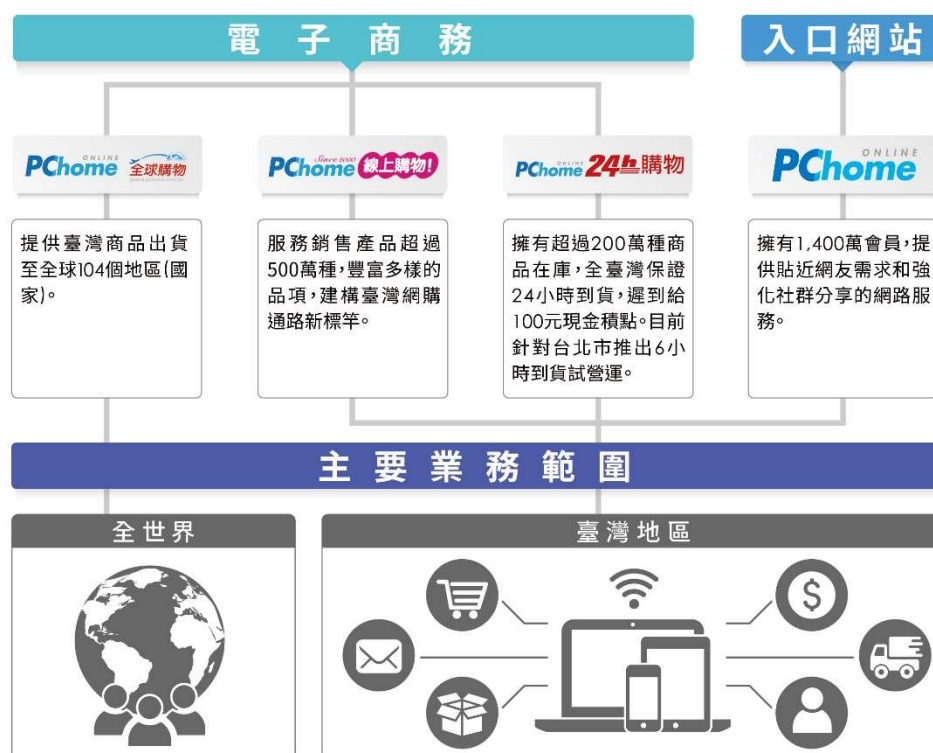 電子商務
入口網站
PChome ONLINE 全球購物
PChome Since 2000 線上購物!
PChome ONLINE 24h 購物
PChome ONLINE
提供臺灣商品出貨
至全球104個地區(國
家)。
服務銷售產品超過
500萬種,豐富多樣的
品項,建構臺灣網購
通路新標竿。
擁有超過200萬種商
品在庫,全臺灣保證
24小時到貨,遲到給
100元現金積點。目前
針對台北市推出6小
時到貨試營運。
擁有1,400萬會員,提
供貼近網友需求和強
化社群分享的網路服
務。
主要業務範圍
全世界
臺灣地區
$